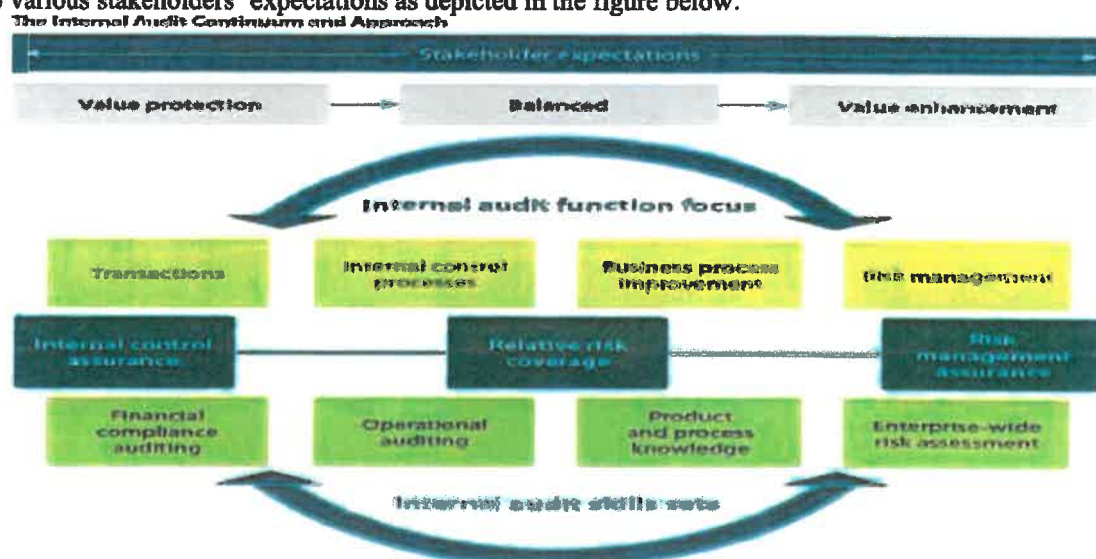 various stakeholders' expectations as depicted in the figure below.
The Internal Audit Continuum and Approach
Stakeholder expectations
Value protection
Balanced
Value enhancement
Internal audit function focus
Transactions
Internal control
processes
Business process
improvement
Risk management
Internal control
assurance
Relative risk
coverage
Risk
management
assurance
Financial
compliance
auditing
Operational
auditing
Product
and process
knowledge
Enterprise-wide
risk assessment
Internal audit skills sets